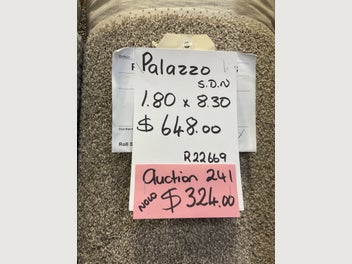 Palazzo
S.D.N
1.80 x 8.30
$648.00
R22669
Auction 241
NOW $324.00